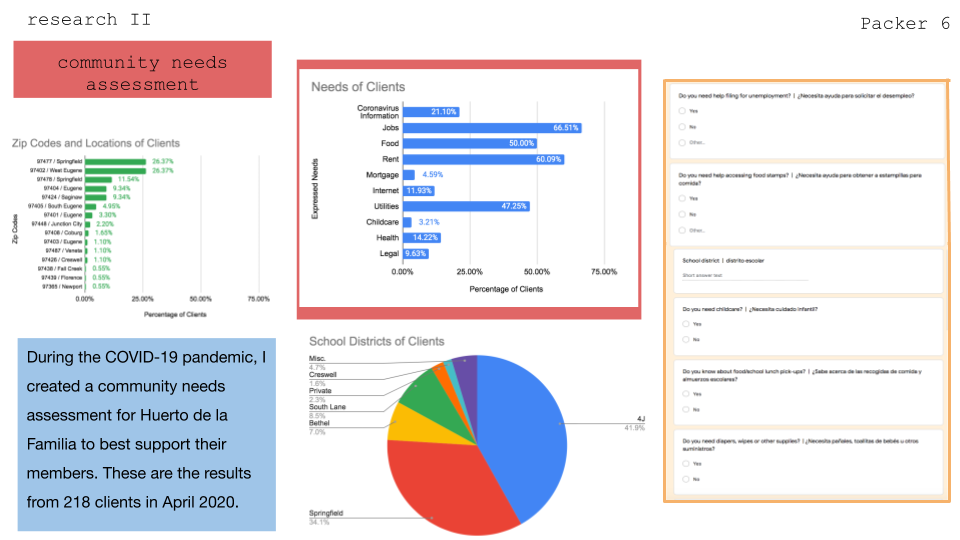 research II
Packer 6
community needs
assessment
Zip Codes and Locations of Clients
Zip Codes
97477 / Springfield 26.37%
97402 / West Eugene 26.37%
97478 / Springfield 11.54%
97404 / Eugene 9.34%
97424 / Saginaw 9.34%
97405 / South Eugene 4.95%
97401 / Eugene 3.30%
97448 / Junction City 2.20%
97408 / Coburg 1.65%
97403 / Eugene 1.10%
97487 / Veneta 1.10%
97426 / Creswell 1.10%
97438 / Fall Creek 0.55%
97439 / Florence 0.55%
97365 / Newport 0.55%
0.00% 25.00% 50.00% 75.00%
Percentage of Clients
During the COVID-19 pandemic, I
created a community needs
assessment for Huerto de la
Familia to best support their
members. These are the results
from 218 clients in April 2020.
Needs of Clients
Expressed Needs
Coronavirus
Information 21.10%
Jobs 66.51%
Food 50.00%
Rent 60.09%
Mortgage 4.59%
Internet 11.93%
Utilities 47.25%
Childcare 3.21%
Health 14.22%
Legal 9.63%
0.00% 25.00% 50.00% 75.00%
Percentage of Clients
School Districts of Clients
Misc.
4.7%
Creswell
1.6%
Private
2.3%
South Lane
8.5%
Bethel
7.0%
Springfield
34.1%
4J
41.9%
Do you need help filing for unemployment? | ¿Necesita ayuda para solicitar el desempleo?
Yes
No
Other...
Do you need help accessing food stamps? | ¿Necesita ayuda para obtener a estampillas para
comida?
Yes
No
Other...
School district | distrito escolar
Short answer text
Do you need childcare? | ¿Necesita cuidado infantil?
Yes
No
Do you know about food/school lunch pick-ups? | ¿Sabe acerca de las recogidas de comida y
almuerzos escolares?
Yes
No
Do you need diapers, wipes or other supplies? | ¿Necesita pañales, toallitas de bebés u otros
suministros?
Yes
No